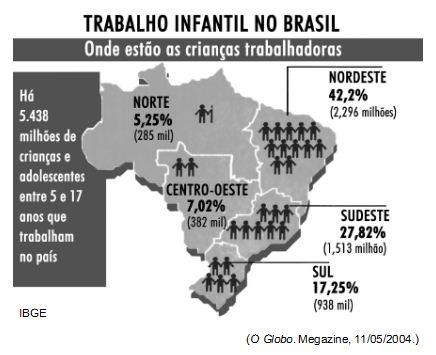 TRABALHO INFANTIL NO BRASIL
Onde estão as crianças trabalhadoras
Há
5.438
milhões de
crianças e
adolescentes
entre 5 e 17
anos que
trabalham
no país
NORTE
5,25%
(285 mil)
NORDESTE
42,2%
(2,296 milhões)
CENTRO-OESTE
7,02%
(382 mil)
SUDESTE
27,82%
(1,513 milhão)
SUL
17,25%
(938 mil)
IBGE
(O Globo. Megazine, 11/05/2004.)